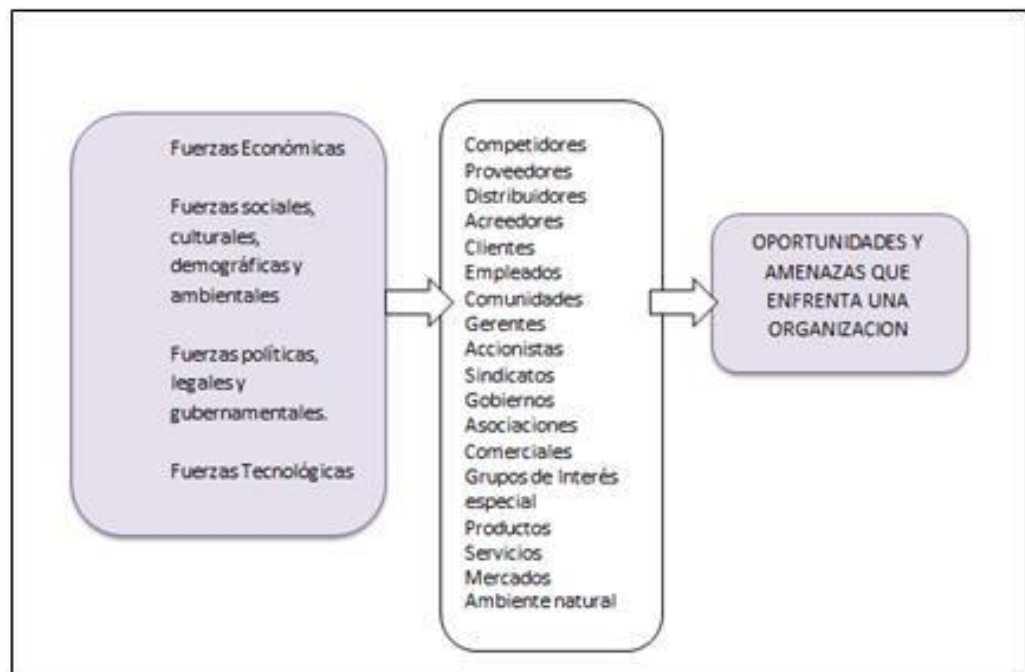 Fuerzas Económicas
Fuerzas sociales,
culturales,
demográficas y
ambientales
Fuerzas políticas,
legales y
gubernamentales.
Fuerzas Tecnológicas
Competidores
Proveedores
Distribuidores
Acreedores
Clientes
Empleados
Comunidades
Gerentes
Accionistas
Sindicatos
Gobiernos
Asociaciones
Comerciales
Grupos de Interés
especial
Productos
Servicios
Mercados
Ambiente natural
OPORTUNIDADES Y
AMENAZAS QUE
ENFRENTA UNA
ORGANIZACION